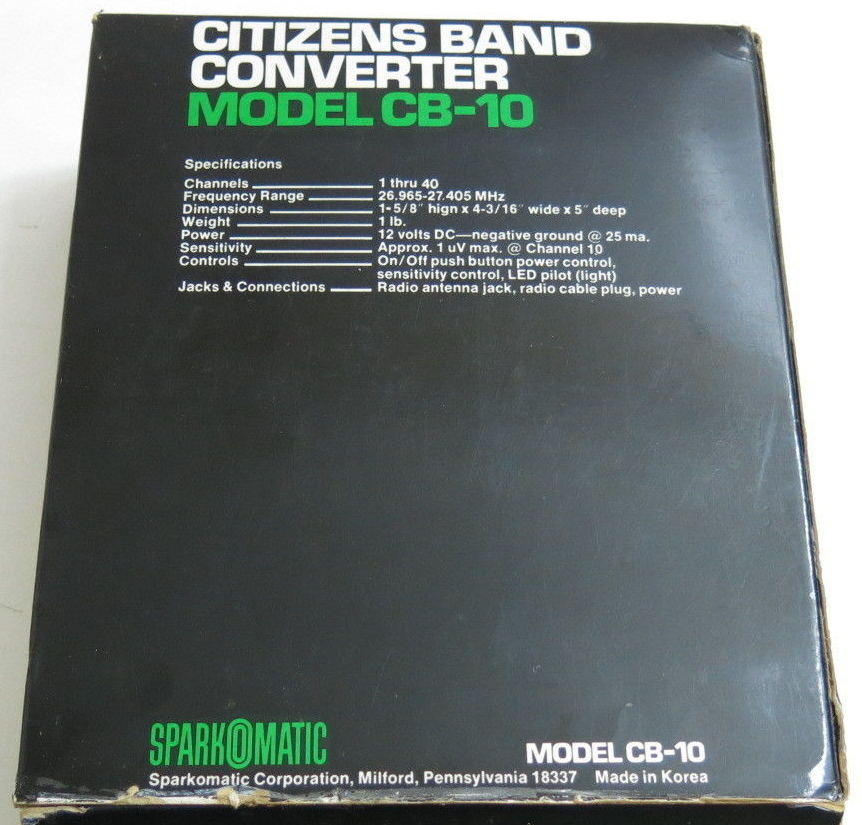 CITIZENS BAND
CONVERTER
MODEL CB-10
Specifications
Channels 1 thru 40
Frequency Range 26.965-27.405 MHz
Dimensions 1-5/8" hign x 4-3/16" wide x 5" deep
Weight 1 lb.
Power 12 volts DC—negative ground @ 25 ma.
Sensitivity Approx. 1 uV max. @ Channel 10
Controls On/Off push button power control,
sensitivity control, LED pilot (light)
Jacks & Connections Radio antenna jack, radio cable plug, power
SPARKOMATIC MODEL CB-10
Sparkomatic Corporation, Milford, Pennsylvania 18337 Made in Korea